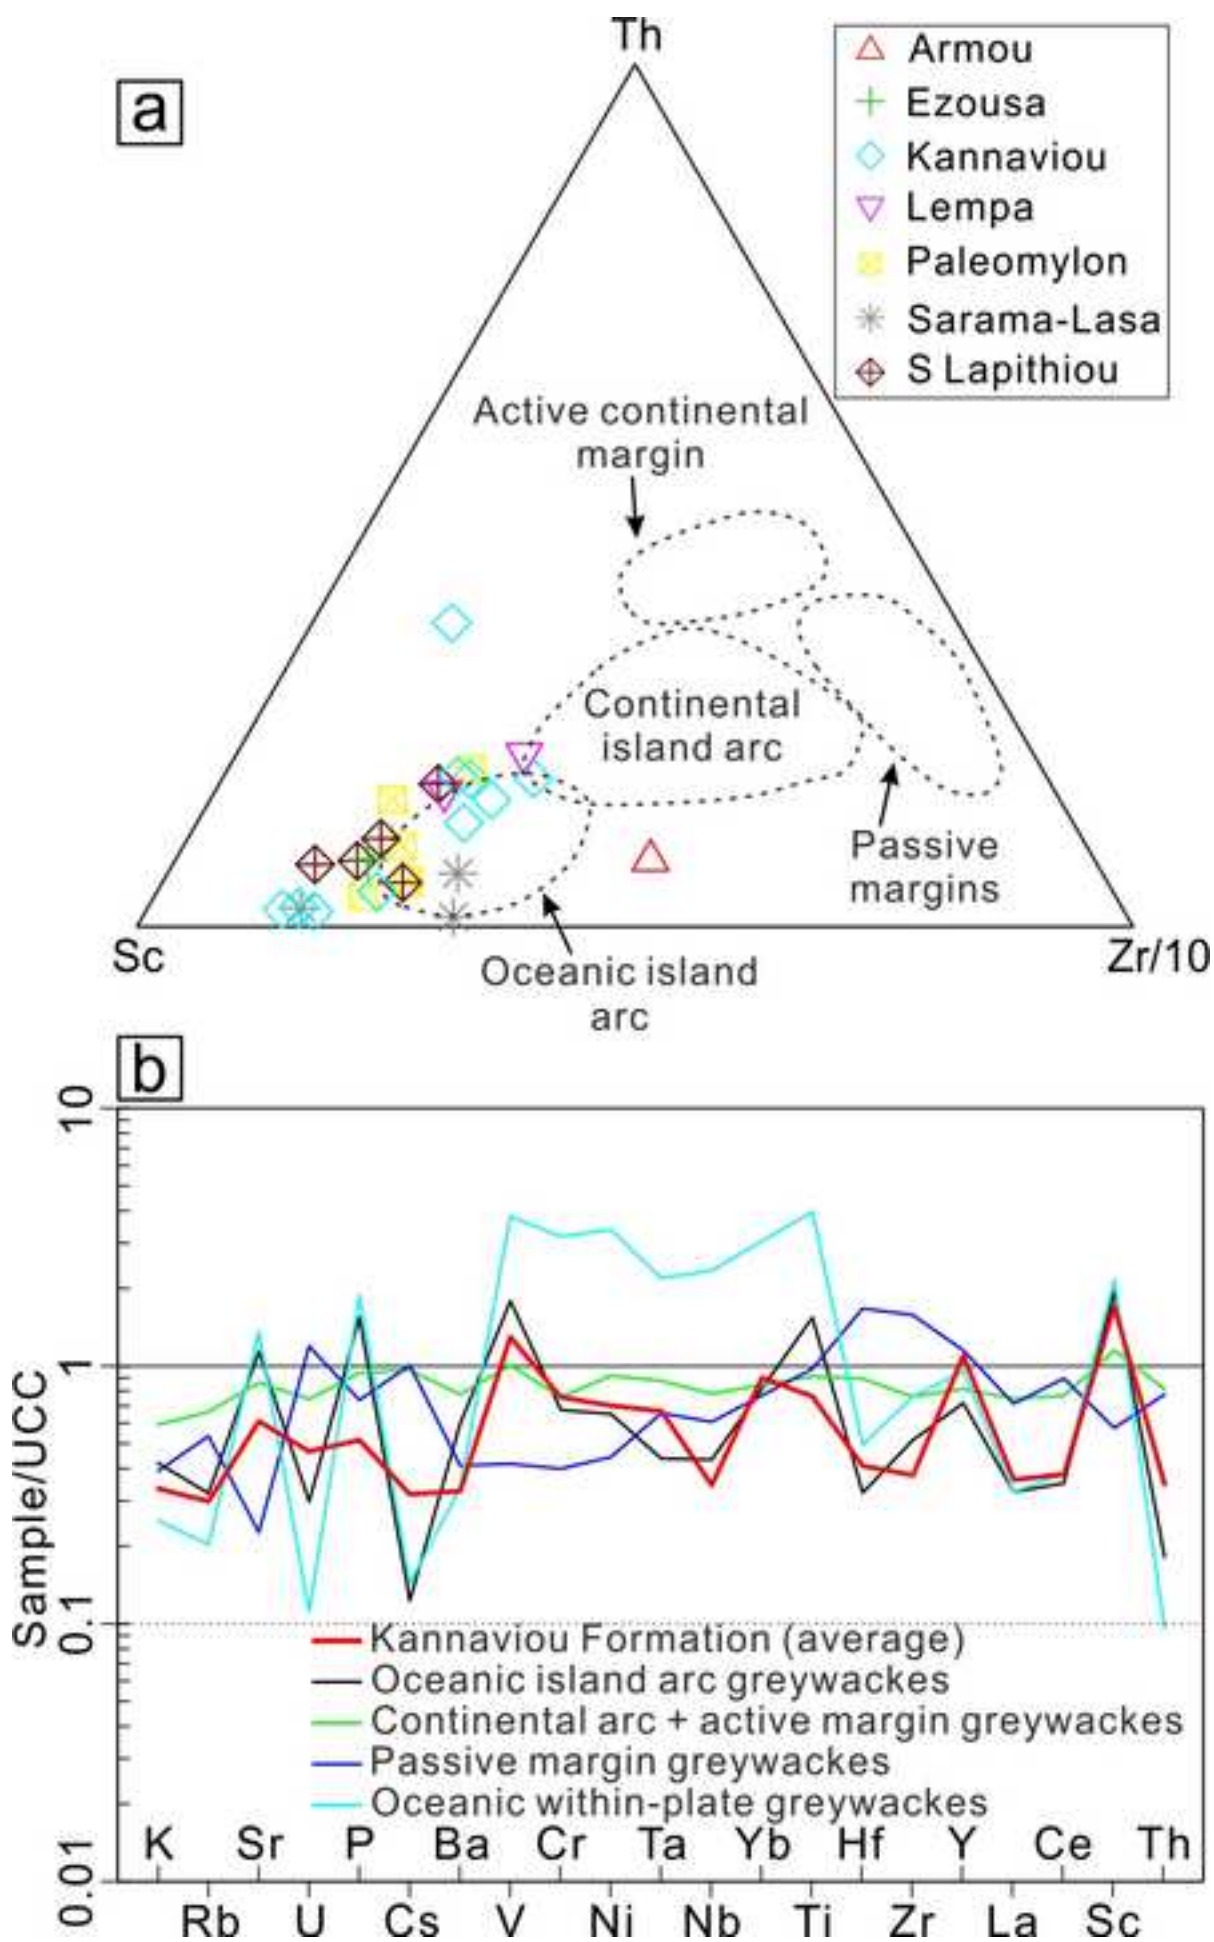 a
Th
Armou
Ezousa
Kannaviou
Lempa
Paleomylon
Sarama-Lasa
S Lapithiou
Active continental
margin
Continental
island arc
Passive
margins
Sc
Zr/10
Oceanic island
arc
b
10
1
0.1
0.01
Sample/UCC
Kannaviou Formation (average)
Oceanic island arc greywackes
Continental arc + active margin greywackes
Passive margin greywackes
Oceanic within-plate greywackes
K Sr P Ba Cr Ta Yb Hf Y Ce Th
Rb U Cs V Ni Nb Ti Zr La Sc